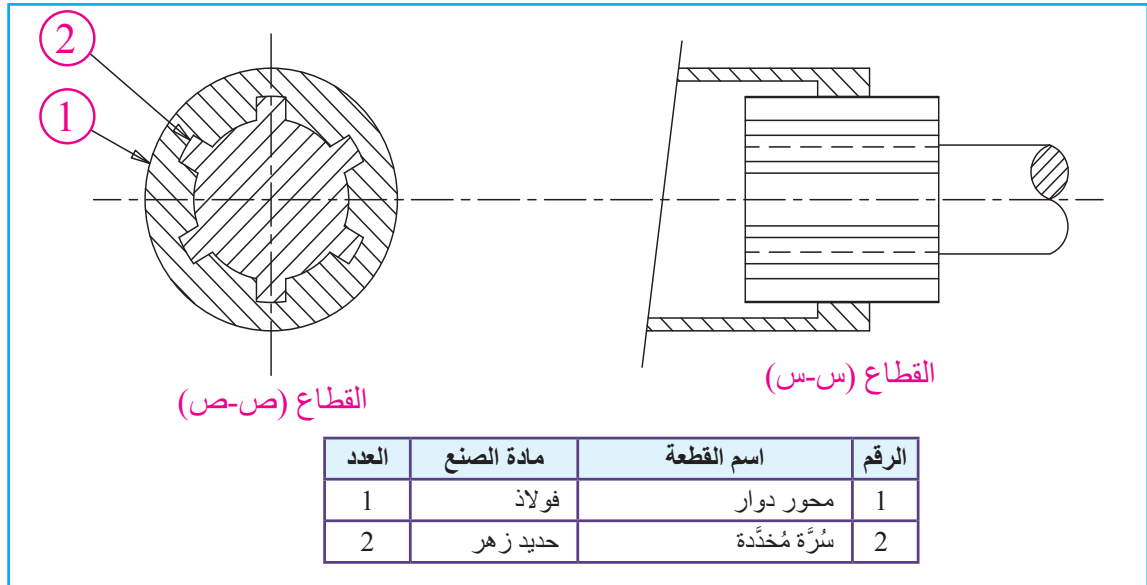 2
1
القطاع (س-س)
القطاع (ص-ص)
الرقم اسم القطعة مادة الصنع العدد
1 محور دوار فولاذ 1
2 سُرَّة مُخدَّدة حديد زهر 2